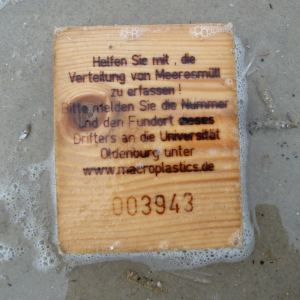 Helfen Sie mit , die
Verteilung von Meeresmüll
zu erfassen !
Bitte melden Sie die Nummer
und den Fundort dieses
Drifters an die Universität
Oldenburg unter
www.macroplastics.de
003943